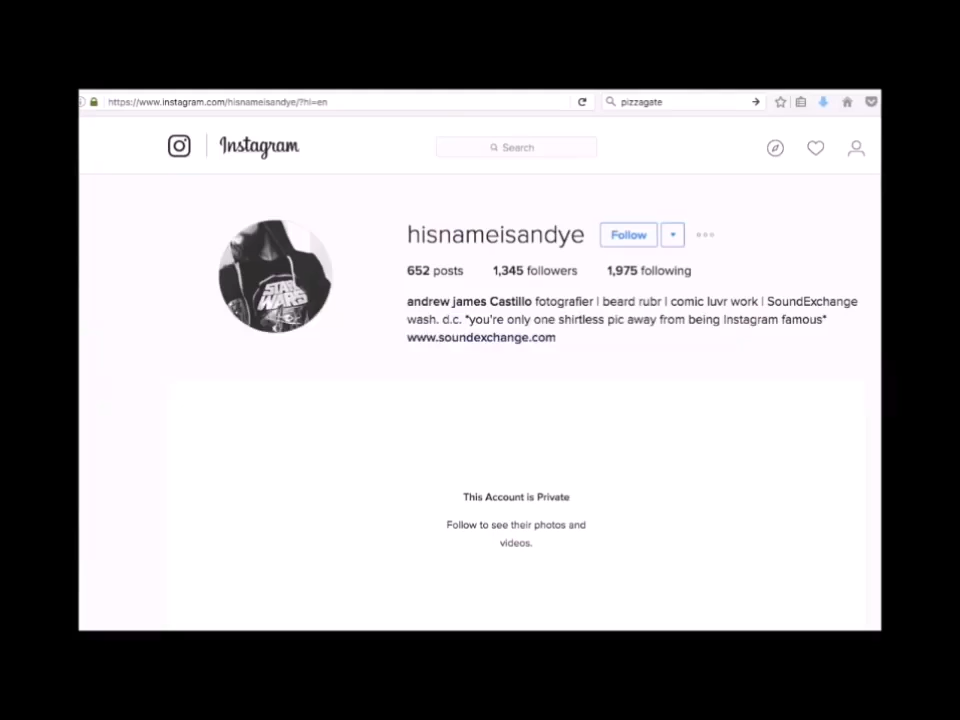 https://www.instagram.com/hisnameisandye/?hl=en
pizzagate
Instagram
Search
hisnameisandye
Follow
652 posts 1,345 followers 1,975 following
andrew james Castillo fotografier | beard rubr | comic luvr work | SoundExchange
wash. d.c. *you're only one shirtless pic away from being Instagram famous*
www.soundexchange.com
STAR
WARS
This Account is Private
Follow to see their photos and
videos.